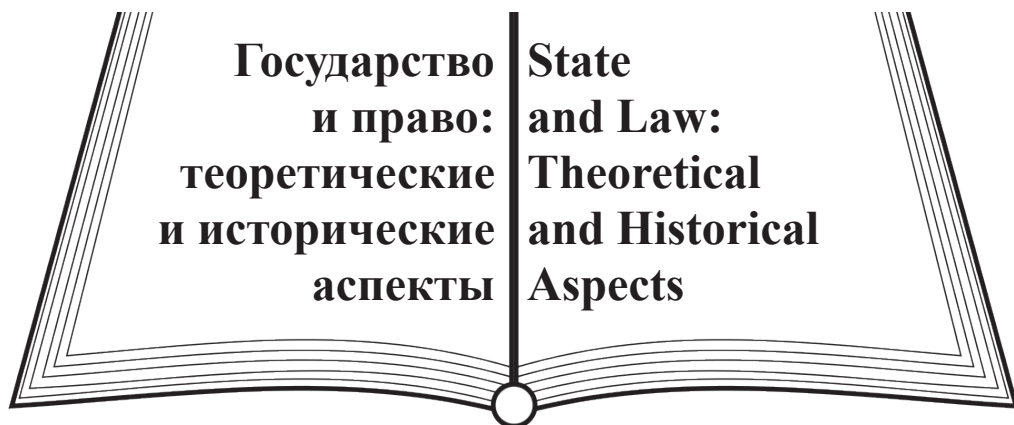 Государство
и право:
теоретические
и исторические
аспекты
State
and Law:
Theoretical
and Historical
Aspects